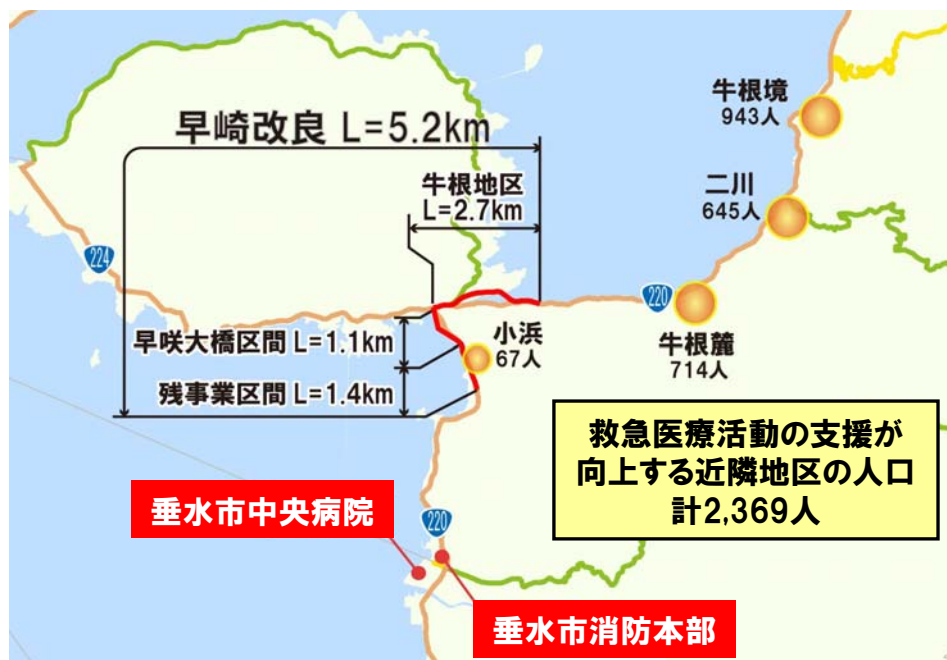 牛根境
943人
早崎改良 L=5.2km
牛根地区
L=2.7km
二川
645人
224
220
早咲大橋区間 L=1.1km
小浜
67人
牛根麓
714人
残事業区間 L=1.4km
救急医療活動の支援が
向上する近隣地区の人口
計2,369人
垂水市中央病院
220
垂水市消防本部